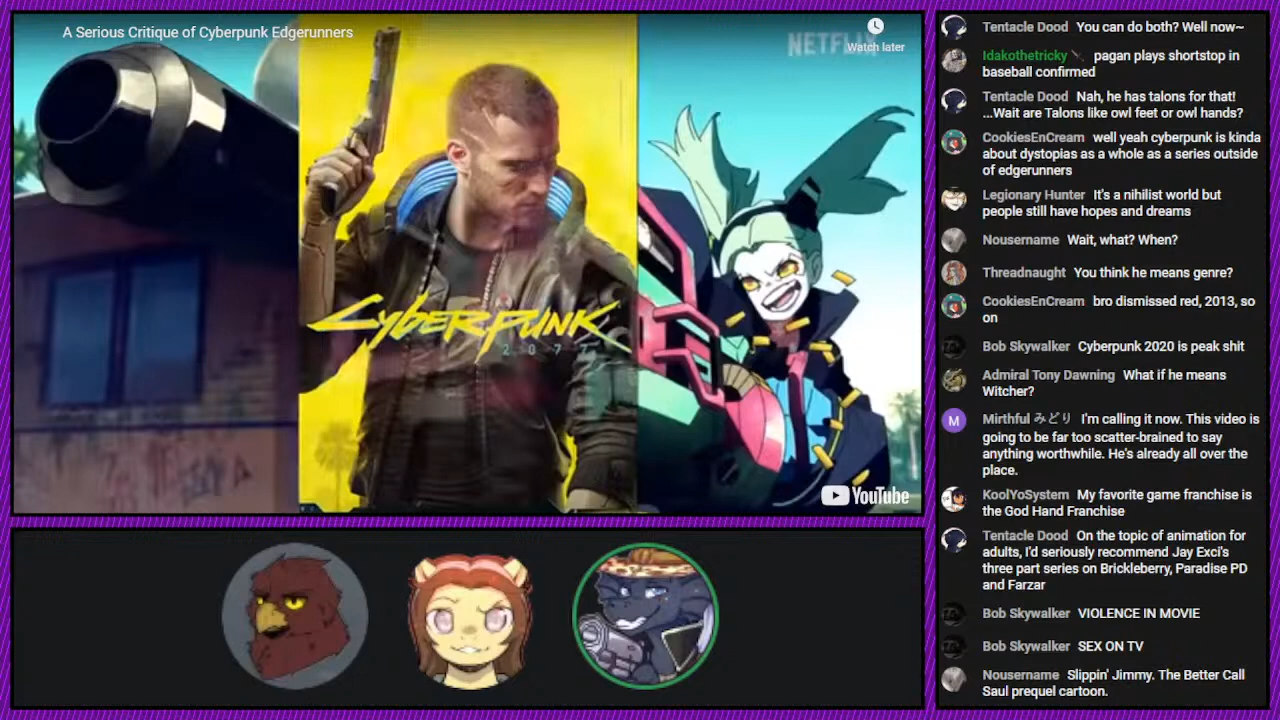 A Serious Critique of Cyberpunk Edgerunners
NETFLIX
Watch later
CYBERPUNK
2077
YouTube
Tentacle Dood You can do both? Well now~
Idakothetricky pagan plays shortstop in
baseball confirmed
Tentacle Dood Nah, he has talons for that!
...Wait are Talons like owl feet or owl hands?
CookiesEnCream well yeah cyberpunk is kinda
about dystopias as a whole as a series outside
of edgerunners
Legionary Hunter It's a nihilist world but
people still have hopes and dreams
Nousername Wait, what? When?
Threadnaught You think he means genre?
CookiesEnCream bro dismissed red, 2013, so
on
Bob Skywalker Cyberpunk 2020 is peak shit
Admiral Tony Dawning What if he means
Witcher?
M
Mirthful みどり I'm calling it now. This video is
going to be far too scatter-brained to say
anything worthwhile. He's already all over the
place.
KoolYoSystem My favorite game franchise is
the God Hand Franchise
Tentacle Dood On the topic of animation for
adults, I'd seriously recommend Jay Exci's
three part series on Brickleberry, Paradise PD
and Farzar
Bob Skywalker VIOLENCE IN MOVIE
Bob Skywalker SEX ON TV
Nousername Slippin' Jimmy. The Better Call
Saul prequel cartoon.